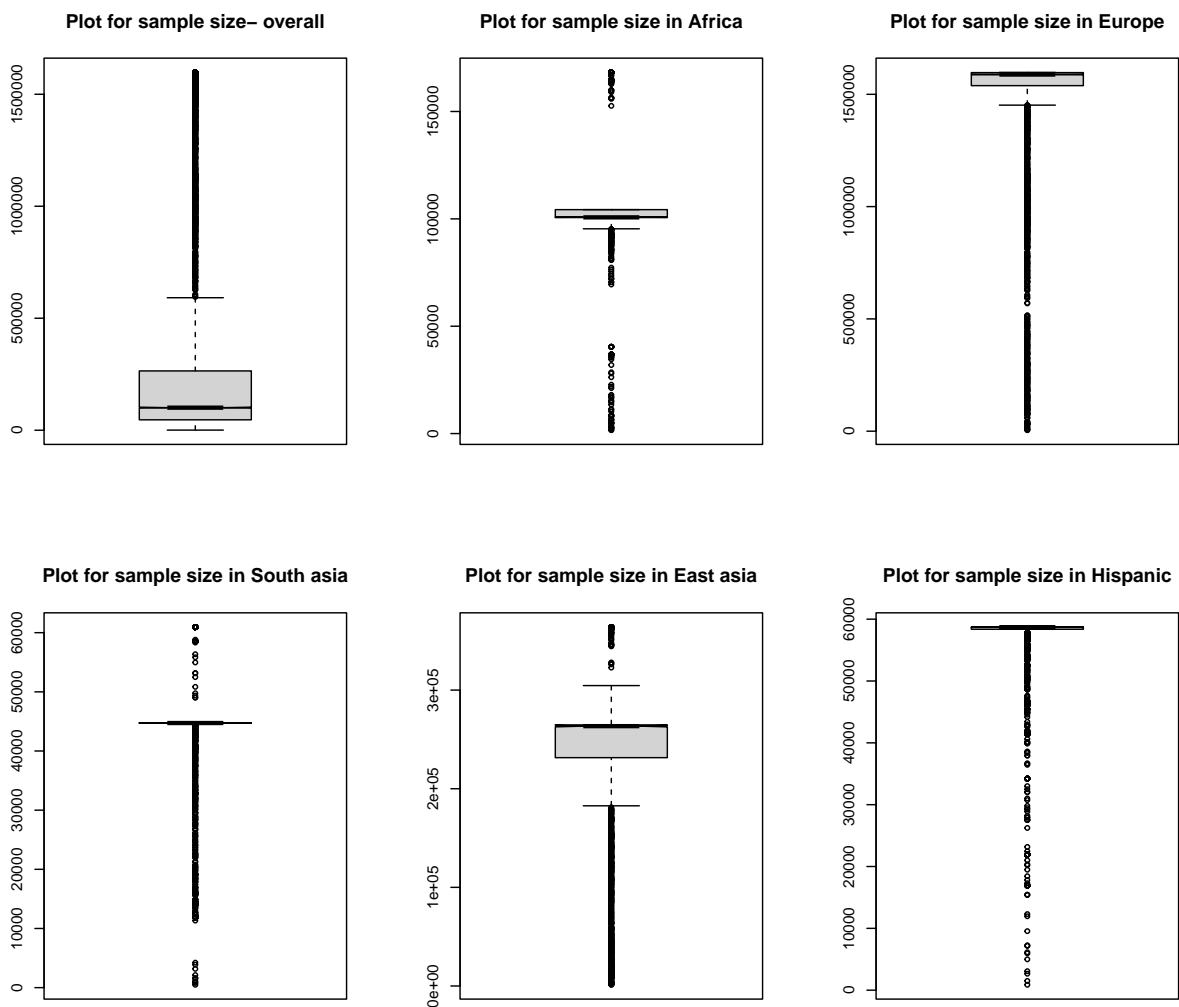 Plot for sample size− overall
0
500000
1000000
1500000
Plot for sample size in Africa
0
50000
100000
150000
Plot for sample size in Europe
0
500000
1000000
1500000
Plot for sample size in South asia
0
10000
20000
30000
40000
50000
60000
Plot for sample size in East asia
0e+00
1e+05
2e+05
3e+05
Plot for sample size in Hispanic
0
10000
20000
30000
40000
50000
60000